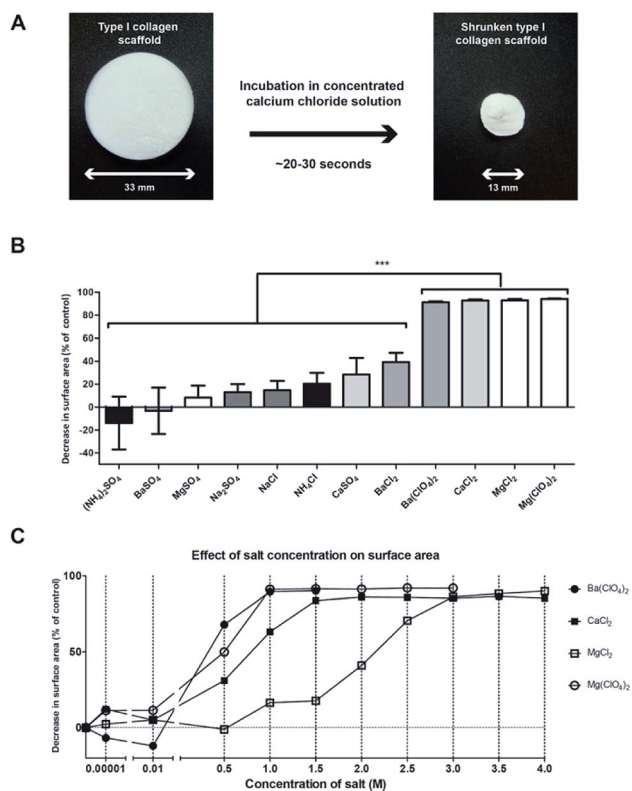 A
Type I collagen
scaffold
33 mm
Incubation in concentrated
calcium chloride solution
~20-30 seconds
Shrunken type I
collagen scaffold
13 mm
B
Decrease in surface area (% of control)
100
80
60
40
20
0
-20
-40
***
(NH₄)₂SO₄
BaSO₄
MgSO₄
Na₂SO₄
NaCl
NH₄Cl
CaSO₄
BaCl₂
Ba(ClO₄)₂
CaCl₂
MgCl₂
Mg(ClO₄)₂
C
Effect of salt concentration on surface area
Decrease in surface area (% of control)
100
0
0.00001 0.01 0.5 1.0 1.5 2.0 2.5 3.0 3.5 4.0
Concentration of salt (M)
Ba(ClO₄)₂
CaCl₂
MgCl₂
Mg(ClO₄)₂